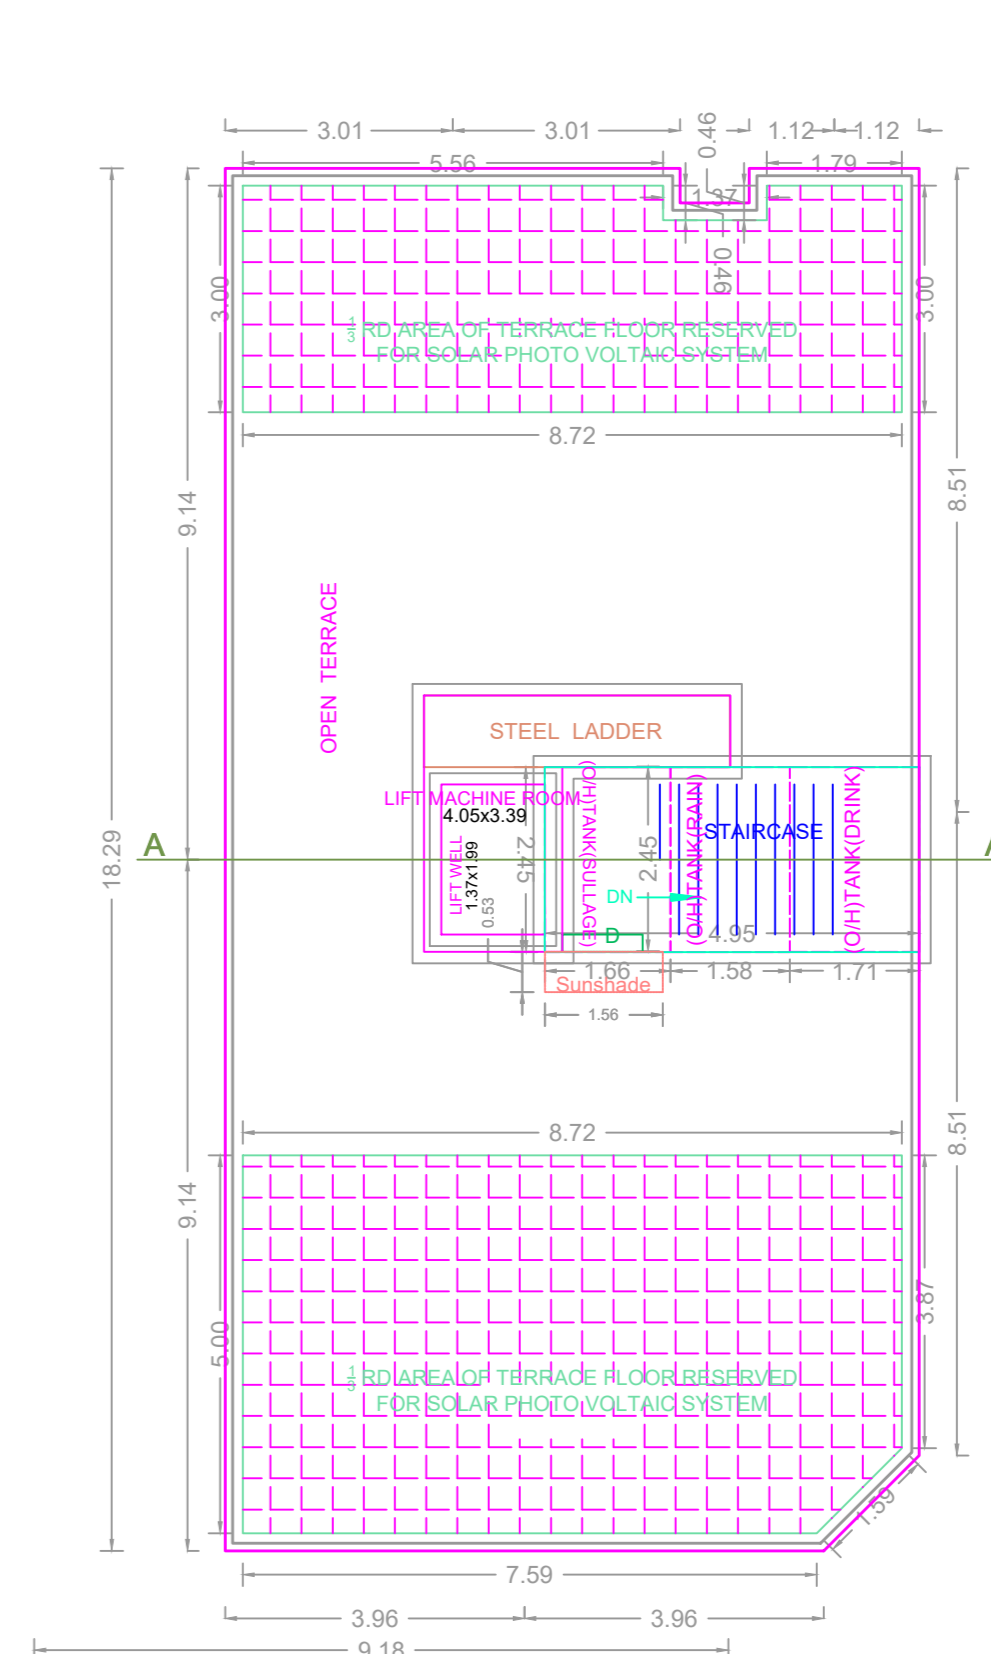 0.46
3.01
3.01
1.12
1.12
5.56
1.79
1.37
0.46
3.00
3.00
1/3 RD AREA OF TERRACE FLOOR RESERVED
FOR SOLAR PHOTO VOLTAIC SYSTEM
8.72
9.14
8.51
OPEN TERRACE
STEEL LADDER
LIFT MACHINE ROOM
4.05x3.39
LIFT WELL
1.37x1.99
(O/H)TANK(SULLAGE)
(O/H)TANK(RAIN)
(O/H)TANK(DRINK)
STAIRCASE
18.29
A
A
2.45
2.45
DN
0.53
D
4.95
1.66
1.58
1.71
Sunshade
1.56
8.72
8.51
9.14
3.87
5.00
1/3 RD AREA OF TERRACE FLOOR RESERVED
FOR SOLAR PHOTO VOLTAIC SYSTEM
1.59
7.59
3.96
3.96
9.18